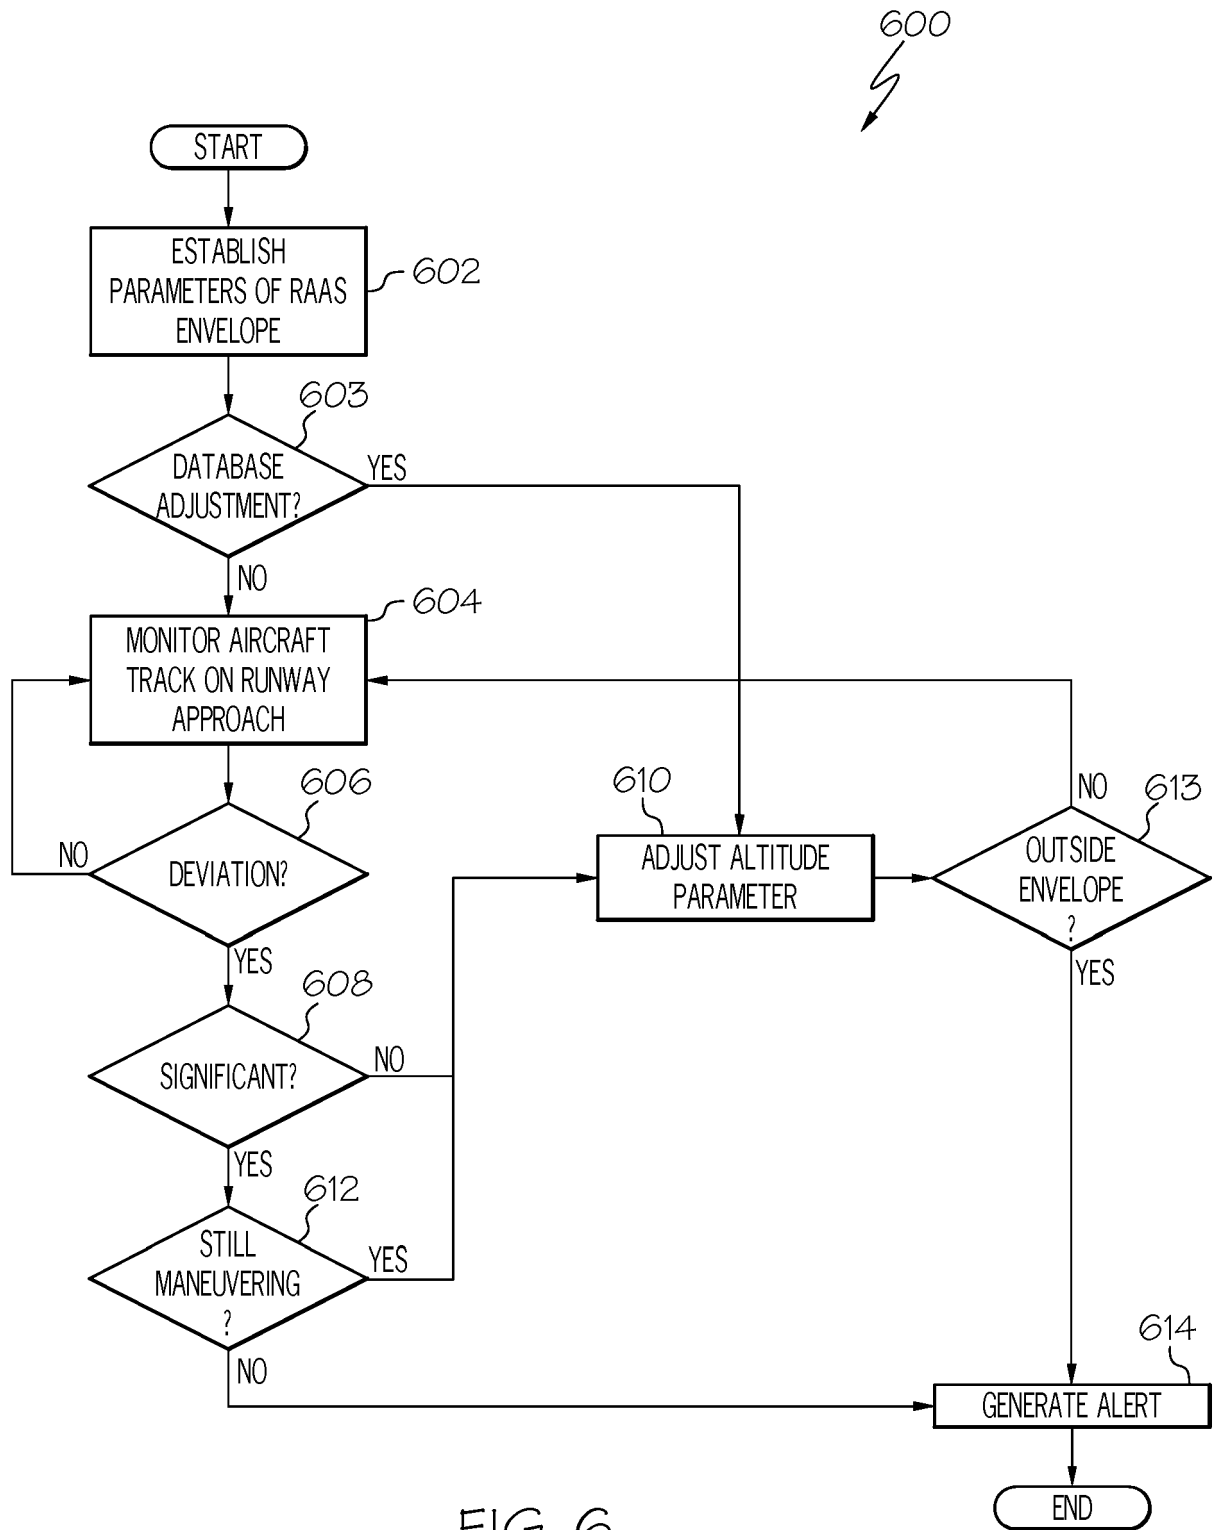 600
START
ESTABLISH
PARAMETERS OF RAAS
ENVELOPE
602
603
DATABASE
ADJUSTMENT?
YES
NO
604
MONITOR AIRCRAFT
TRACK ON RUNWAY
APPROACH
606
DEVIATION?
NO
YES
608
SIGNIFICANT?
NO
YES
612
STILL
MANEUVERING
?
YES
NO
610
ADJUST ALTITUDE
PARAMETER
613
OUTSIDE
ENVELOPE
?
NO
YES
614
GENERATE ALERT
END
FIG. 6